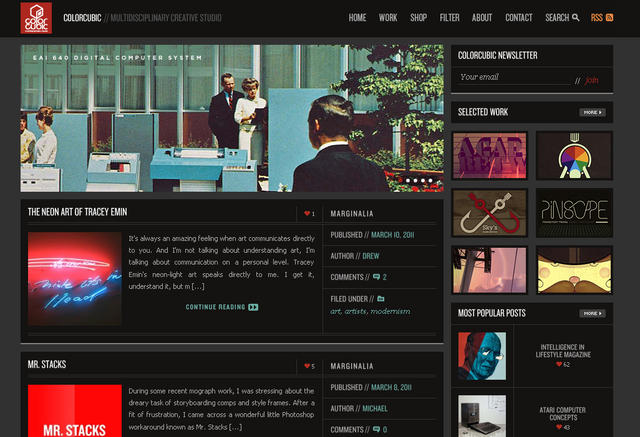 color
cubic
COLORCUBIC // MULTIDISCIPLINARY CREATIVE STUDIO
HOME WORK SHOP FILTER ABOUT CONTACT SEARCH RSS
EAI 640 DIGITAL COMPUTER SYSTEM
COLORCUBIC NEWSLETTER
Your email // Join
SELECTED WORK MORE
PINSCAPE
Sky's
THE NEON ART OF TRACEY EMIN 1
It's always an amazing feeling when art communicates directly
to you. And I'm not talking about understanding art, I'm
talking about communication on a personal level. Tracey
Emin's neon-light art speaks directly to me. I get it,
understand it, but m [...]
CONTINUE READING
MARGINALIA
PUBLISHED // MARCH 10, 2011
AUTHOR // DREW
COMMENTS // 2
FILED UNDER //
art, artists, modernism
MOST POPULAR POSTS MORE
INTELLIGENCE IN
LIFESTYLE MAGAZINE
62
ATARI COMPUTER
CONCEPTS
43
MR. STACKS 5
MR. STACKS
During some recent mograph work, I was stressing about the
dreary task of storyboarding comps and style frames. After a
fit of frustration, I came across a wonderful little Photoshop
workaround known as Mr. Stacks [...]
MARGINALIA
PUBLISHED // MARCH 8, 2011
AUTHOR // MICHAEL
COMMENTS // 0